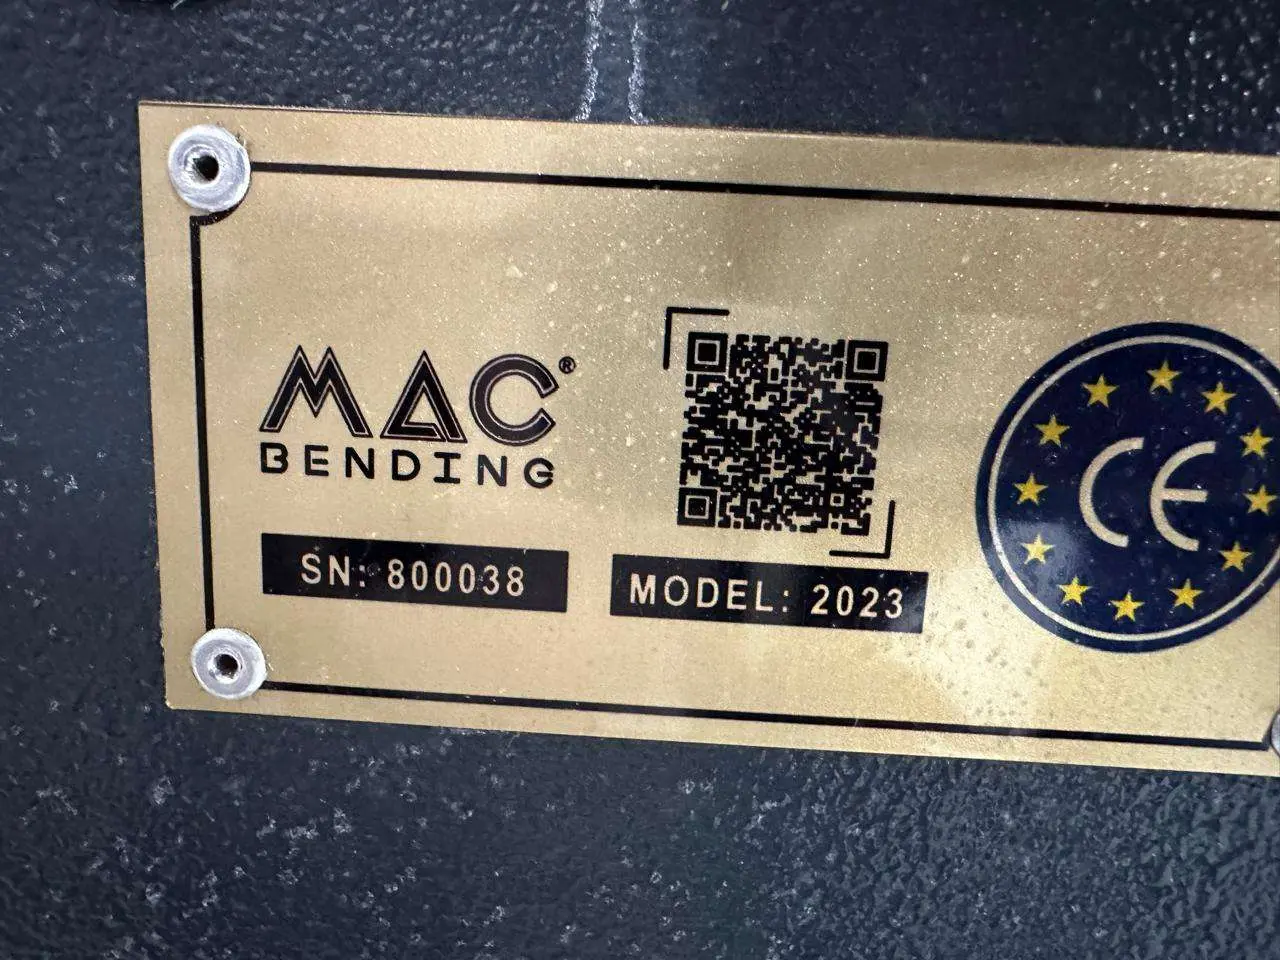 MAC®
BENDING
SN: 800038
MODEL: 2023
CE